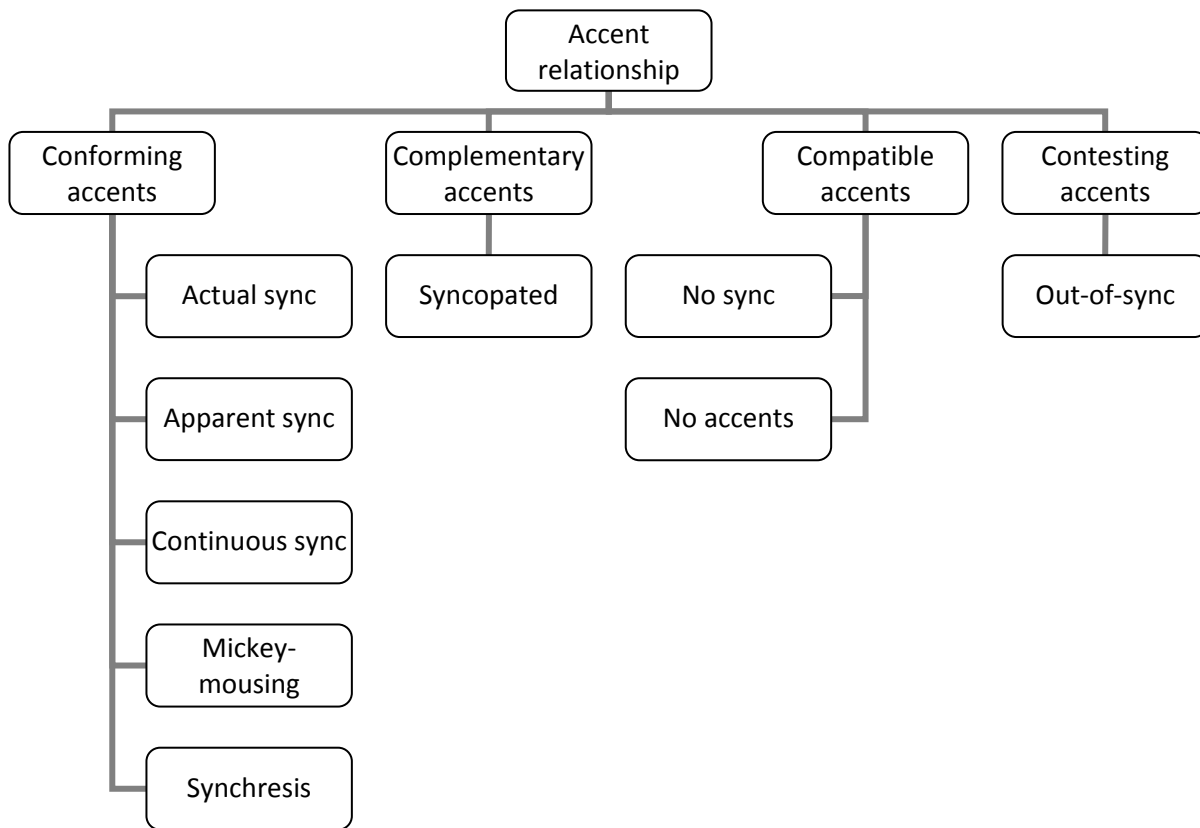 Accent
relationship
Conforming
accents
Complementary
accents
Compatible
accents
Contesting
accents
Actual sync
Syncopated
No sync
Out-of-sync
Apparent sync
No accents
Continuous sync
Mickey-
mousing
Synchresis